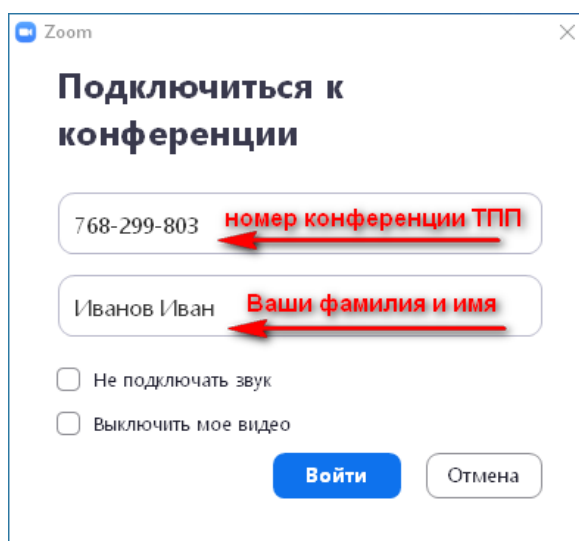 Zoom
Подключиться к
конференции
768-299-803 номер конференции ТПП
Иванов Иван Ваши фамилия и имя
Не подключать звук
Выключить мое видео
Войти Отмена